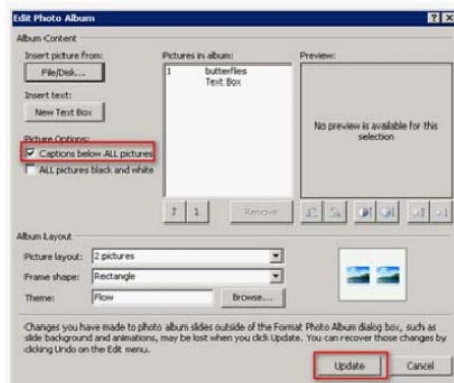 Edit Photo Album
Album Content
Insert picture from:
File/Disk...
Insert text:
New Text Box
Picture Options:
Captions below ALL pictures
ALL pictures black and white
Pictures in album:
1 butterflies
Text Box
Remove
Preview:
No preview is available for this
selection
Album Layout
Picture layout: 2 pictures
Frame shape: Rectangle
Theme: Flow Browse...
Changes you have made to photo album slides outside of the Format Photo Album dialog box, such as
slide background and animations, may be lost when you click Update. You can recover those changes by
clicking Undo on the Edit menu.
Update Cancel